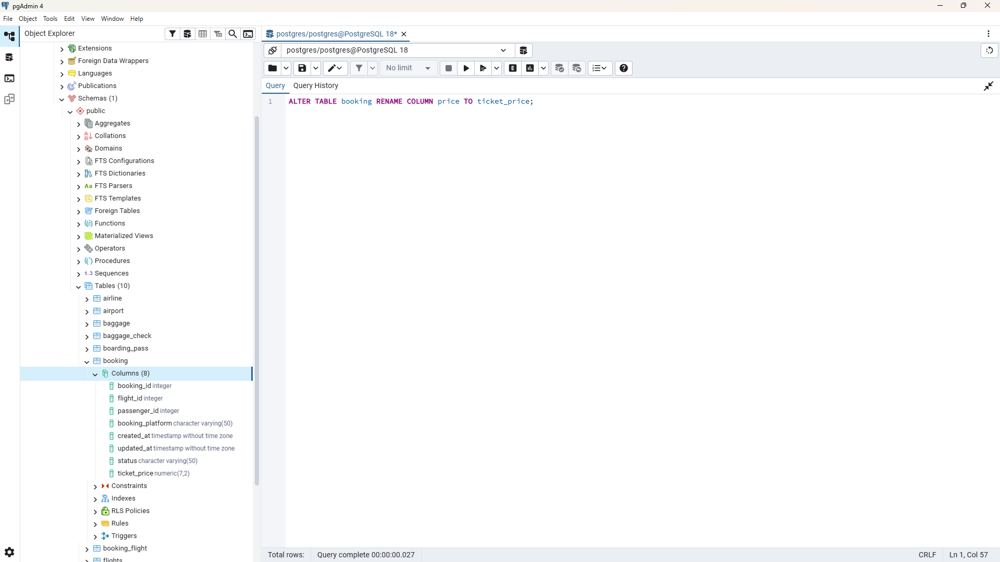 pgAdmin 4
File Object Tools Edit View Window Help
Object Explorer
postgres/postgres@PostgreSQL 18*
Extensions
Foreign Data Wrappers
Languages
Publications
Schemas (1)
public
Aggregates
Collations
Domains
FTS Configurations
FTS Dictionaries
Aa FTS Parsers
FTS Templates
Foreign Tables
Functions
Materialized Views
Operators
Procedures
1..3 Sequences
Tables (10)
airline
airport
baggage
baggage_check
boarding_pass
booking
Columns (8)
booking_id integer
flight_id integer
passenger_id integer
booking_platform character varying(50)
created_at timestamp without time zone
updated_at timestamp without time zone
status character varying(50)
ticket_price numeric(7,2)
Constraints
Indexes
RLS Policies
Rules
Triggers
booking_flight
flights
postgres/postgres@PostgreSQL 18
No limit
E
Query Query History
1 ALTER TABLE booking RENAME COLUMN price TO ticket_price;
Total rows: Query complete 00:00:00.027 CRLF Ln 1, Col 57